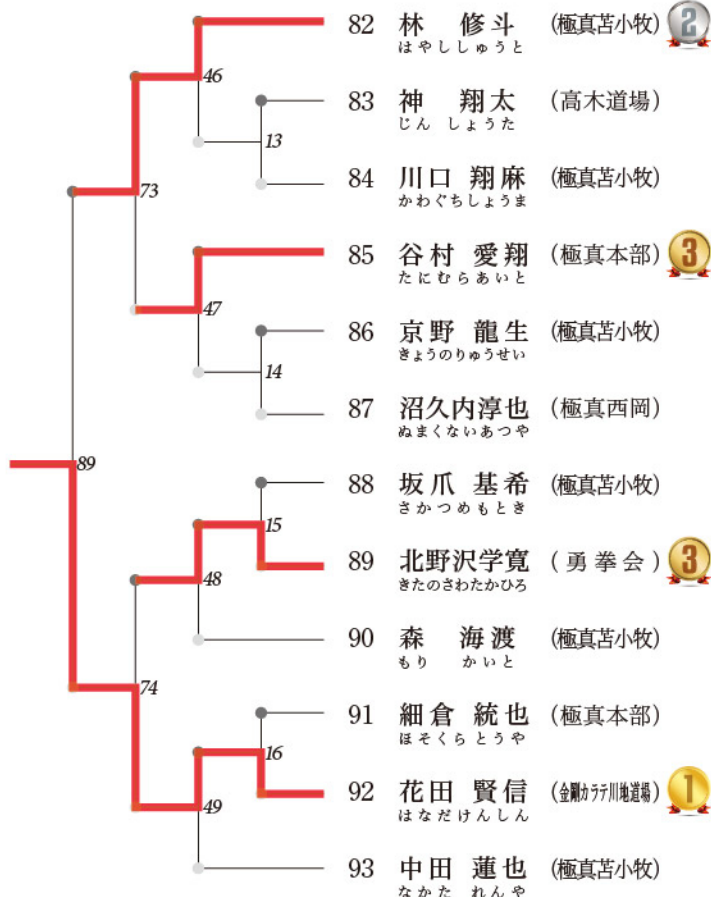 82 林 修斗 (極真苫小牧) 2
はやししゅうと
46
83 神 翔太 (高木道場)
じん しょうた
13
84 川口 翔麻 (極真苫小牧)
かわぐちしょうま
73
85 谷村 愛翔 (極真本部) 3
たにむらあいと
47
86 京野 龍生 (極真苫小牧)
きょうのりゅうせい
14
87 沼久内淳也 (極真西岡)
ぬまくないあつや
89
88 坂爪 基希 (極真苫小牧)
さかつめもとき
15
89 北野沢学寛 (勇拳会) 3
きたのさわたかひろ
48
90 森 海渡 (極真苫小牧)
もり かいと
74
91 細倉 統也 (極真本部)
ほそくらとうや
16
92 花田 賢信 (金剛カラテ川地道場) 1
はなだけんしん
49
93 中田 蓮也 (極真苫小牧)
なかた れんや